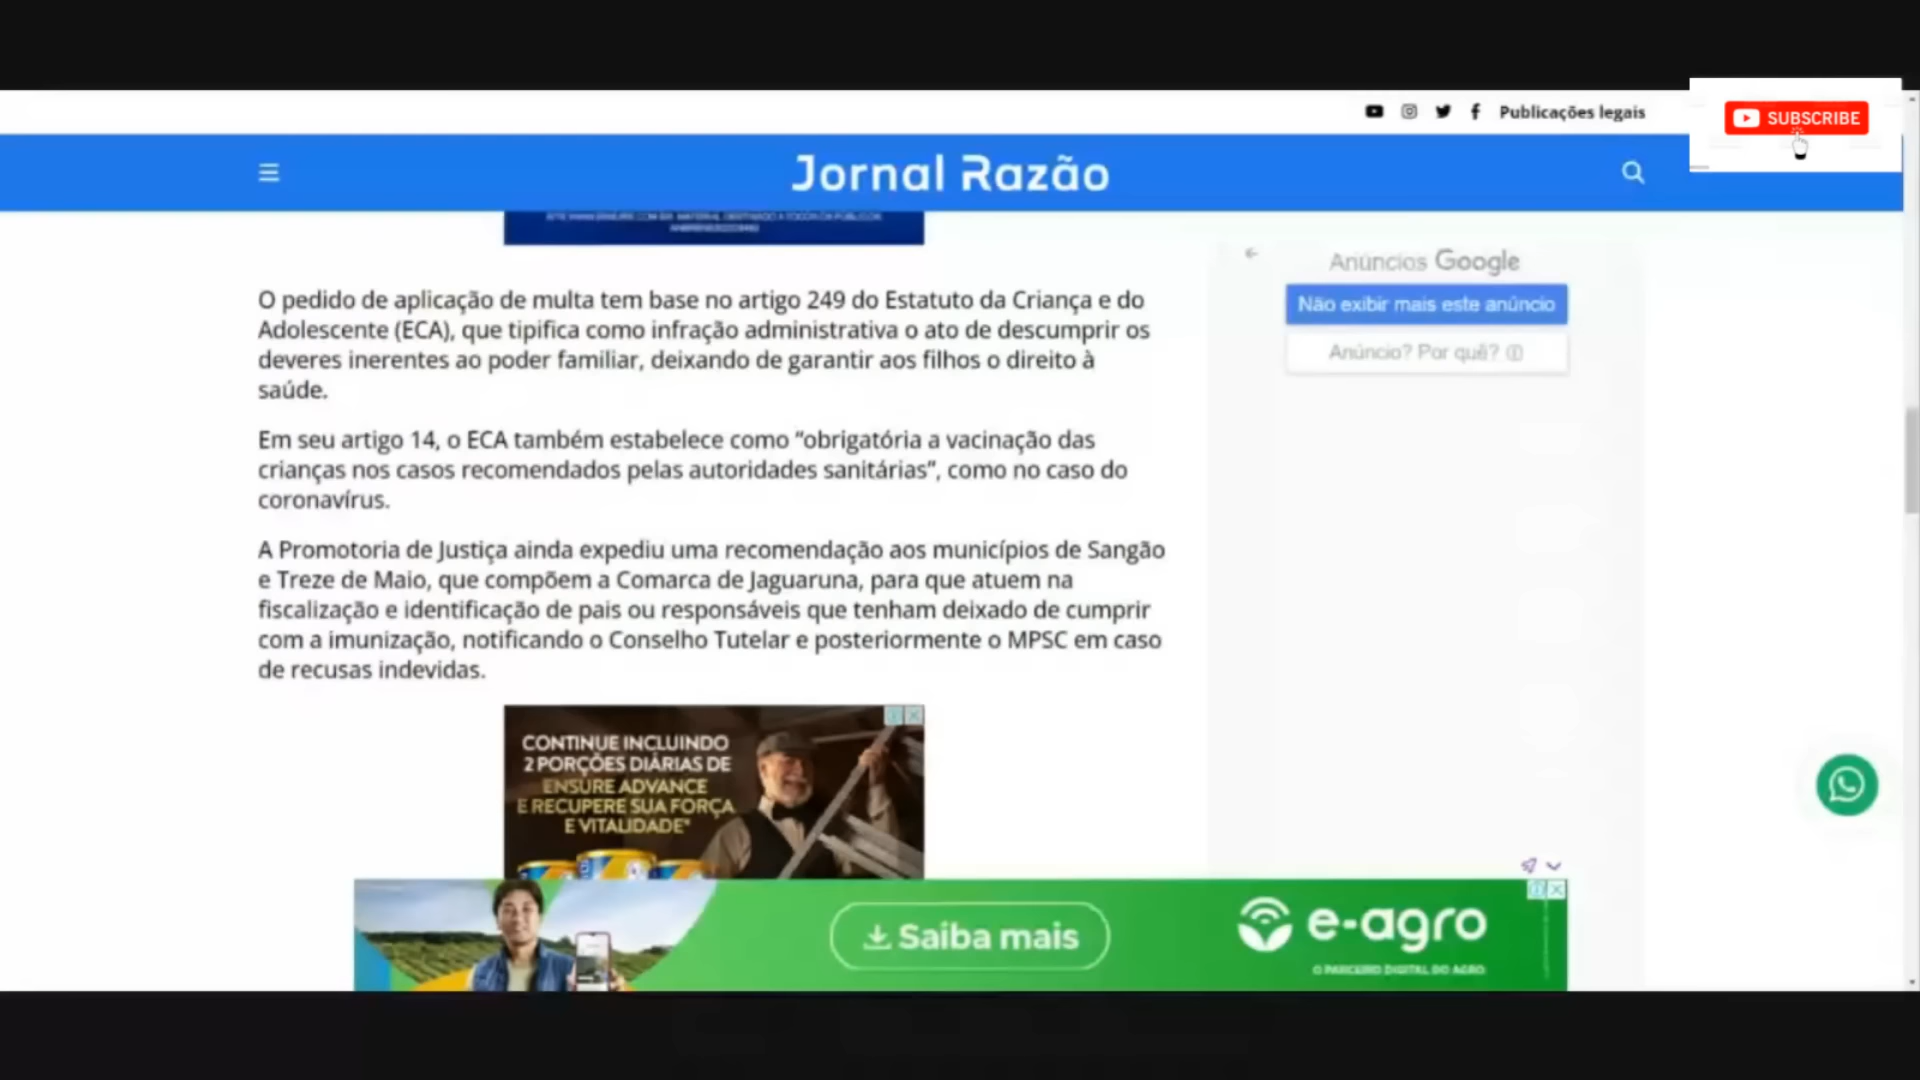 Publicações legais
SUBSCRIBE
Jornal Razão
Anúncios Google
Não exibir mais este anúncio
Anúncio? Por quê?
O pedido de aplicação de multa tem base no artigo 249 do Estatuto da Criança e do
Adolescente (ECA), que tipifica como infração administrativa o ato de descumprir os
deveres inerentes ao poder familiar, deixando de garantir aos filhos o direito à
saúde.
Em seu artigo 14, o ECA também estabelece como “obrigatória a vacinação das
crianças nos casos recomendados pelas autoridades sanitárias”, como no caso do
coronavírus.
A Promotoria de Justiça ainda expediu uma recomendação aos municípios de Sangão
e Treze de Maio, que compõem a Comarca de Jaguaruna, para que atuem na
fiscalização e identificação de pais ou responsáveis que tenham deixado de cumprir
com a imunização, notificando o Conselho Tutelar e posteriormente o MPSC em caso
de recusas indevidas.
CONTINUE INCLUINDO
2 PORÇÕES DIÁRIAS DE
ENSURE ADVANCE
E RECUPERE SUA FORÇA
E VITALIDADE*
Saiba mais
e-agro
O PARCEIRO DIGITAL DO AGRO